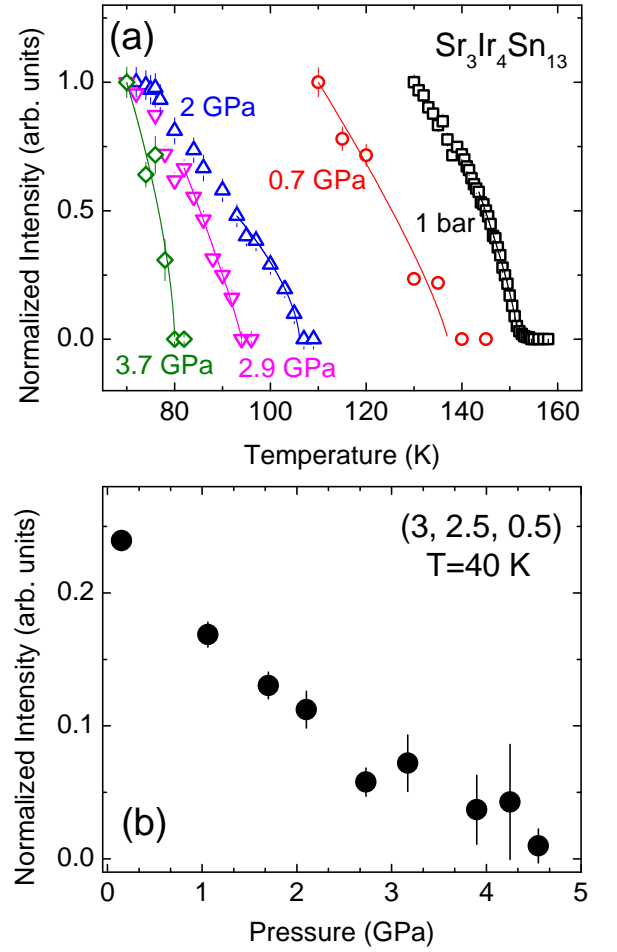 (a)
Sr3Ir4Sn13
2 GPa
0.7 GPa
1 bar
3.7 GPa
2.9 GPa
1.0
0.5
0.0
Normalized Intensity (arb. units)
80 100 120 140 160
Temperature (K)
(3, 2.5, 0.5)
T=40 K
(b)
0.2
0.1
0.0
Normalized Intensity (arb. units)
0 1 2 3 4 5
Pressure (GPa)